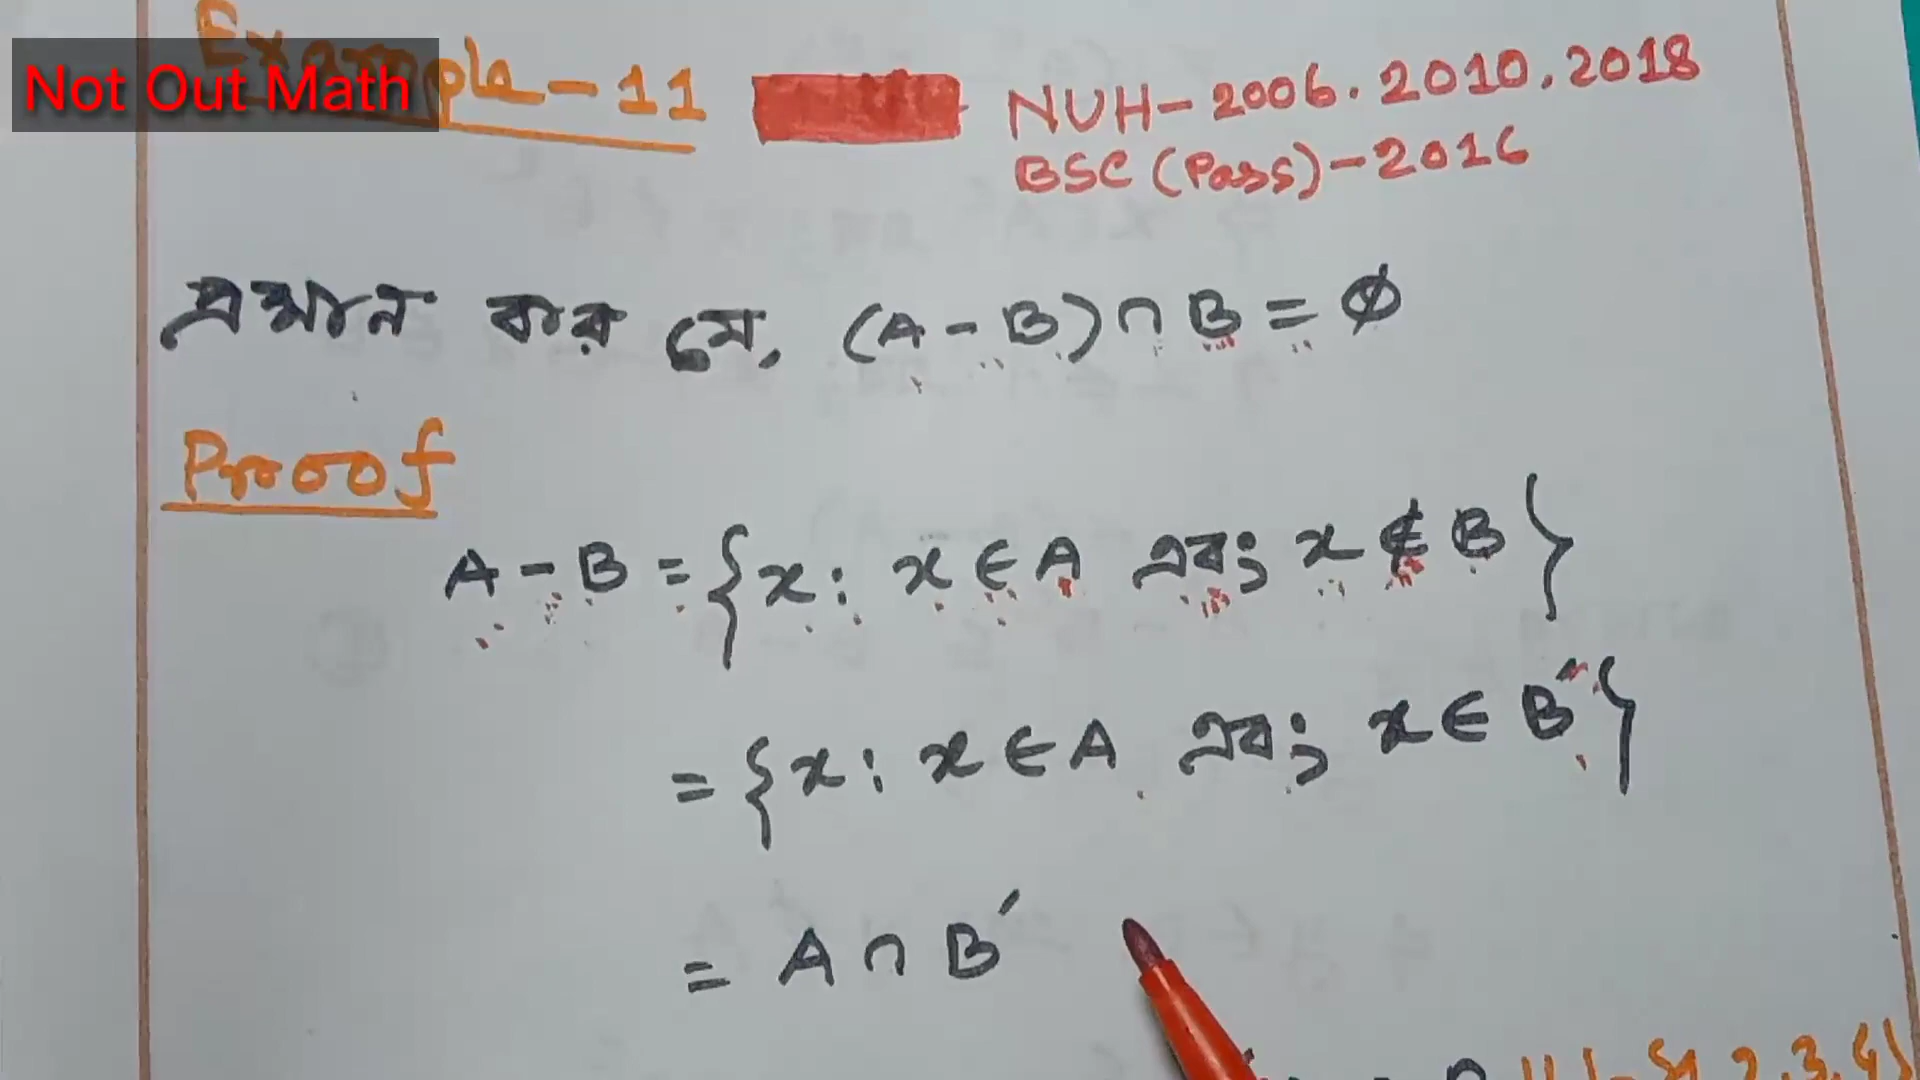 Example-11
Not Out Math
NUH-2006.2010.2018
BSC (Pass)-2016
প্রমাণ কর যে, (A - B) ∩ B = ∅
Proof
A - B = {x : x ∈ A এবং x ∉ B}
= {x : x ∈ A এবং x ∈ B′}
= A ∩ B′